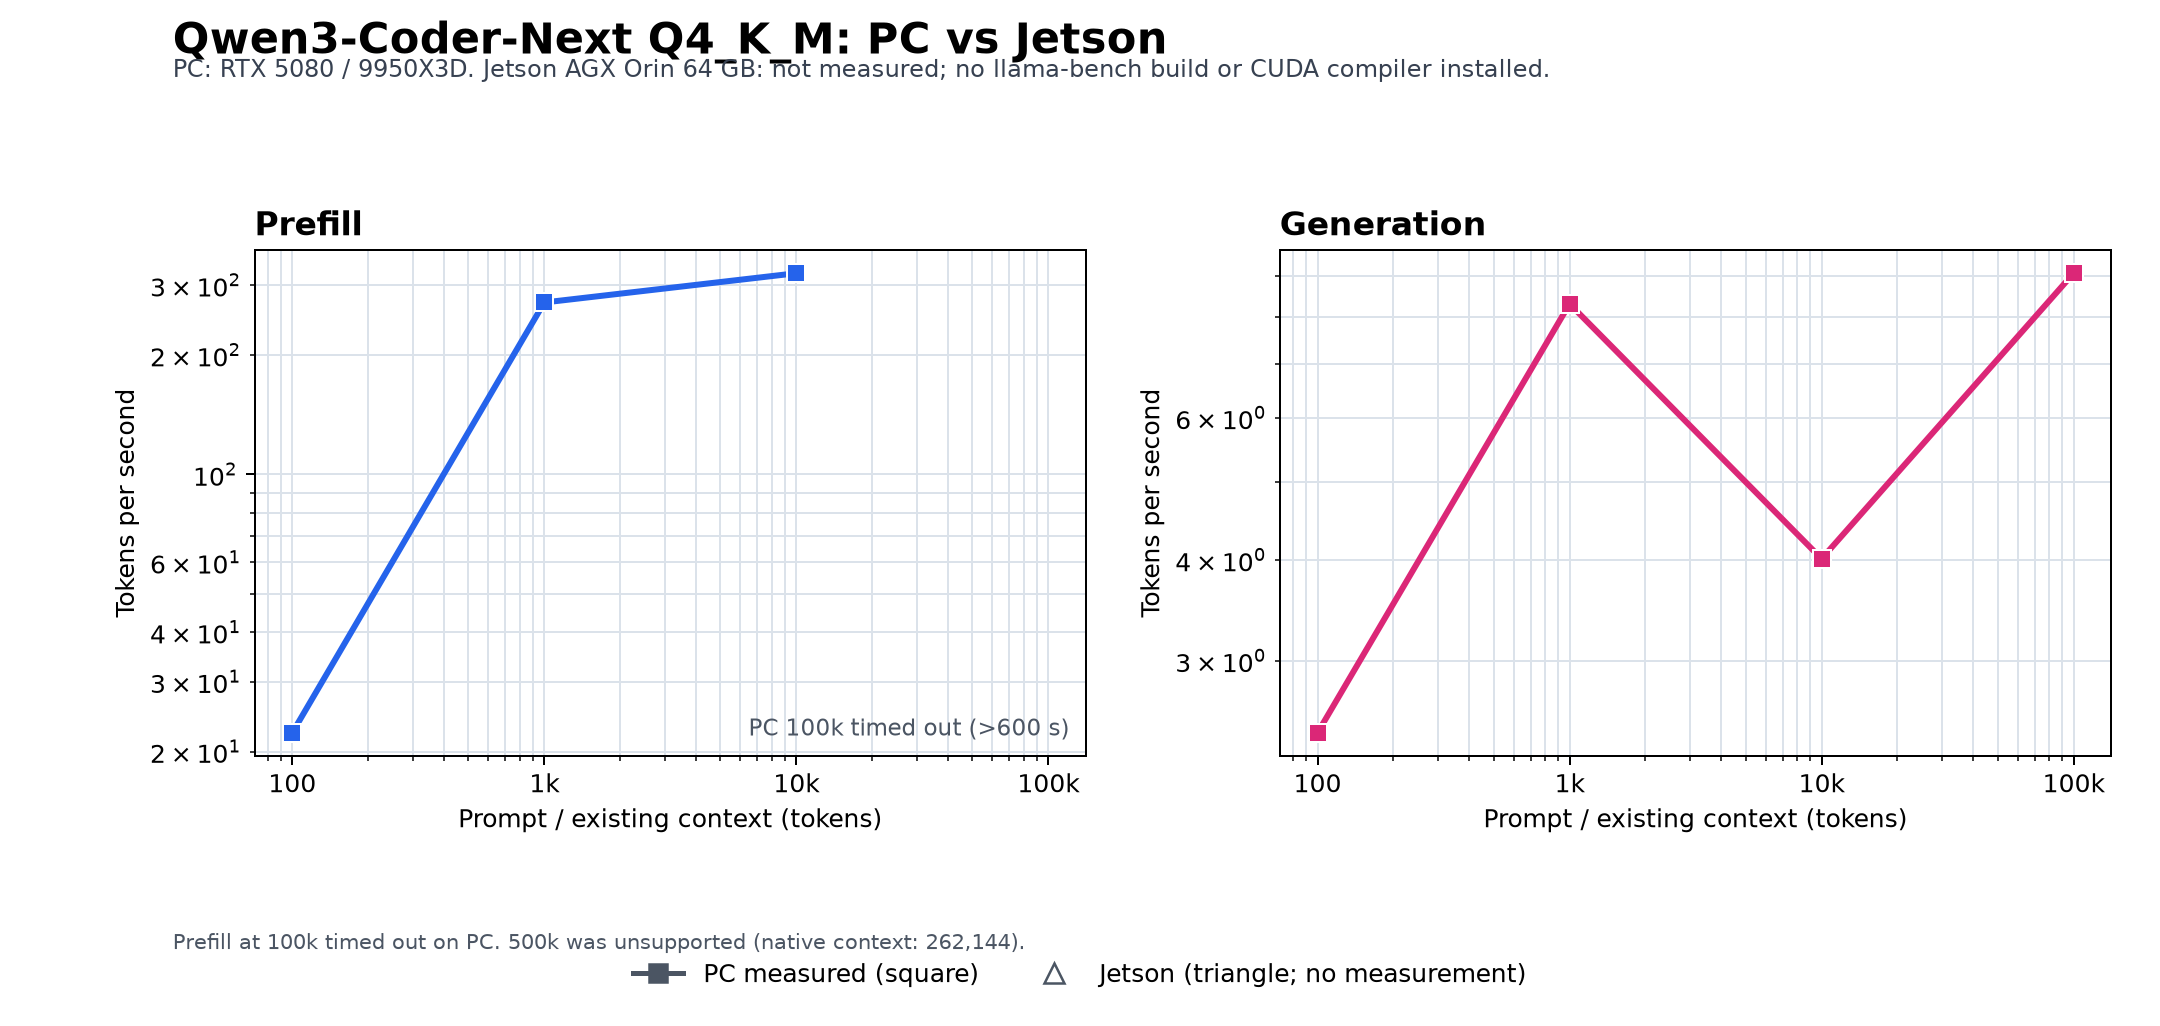 Qwen3-Coder-Next Q4_K_M: PC vs Jetson
PC: RTX 5080 / 9950X3D. Jetson AGX Orin 64 GB: not measured; no llama-bench build or CUDA compiler installed.
Prefill
Tokens per second
3 × 10²
2 × 10²
10²
6 × 10¹
4 × 10¹
3 × 10¹
2 × 10¹
PC 100k timed out (>600 s)
100 1k 10k 100k
Prompt / existing context (tokens)
Generation
Tokens per second
6 × 10⁰
4 × 10⁰
3 × 10⁰
100 1k 10k 100k
Prompt / existing context (tokens)
Prefill at 100k timed out on PC. 500k was unsupported (native context: 262,144).
PC measured (square) Jetson (triangle; no measurement)